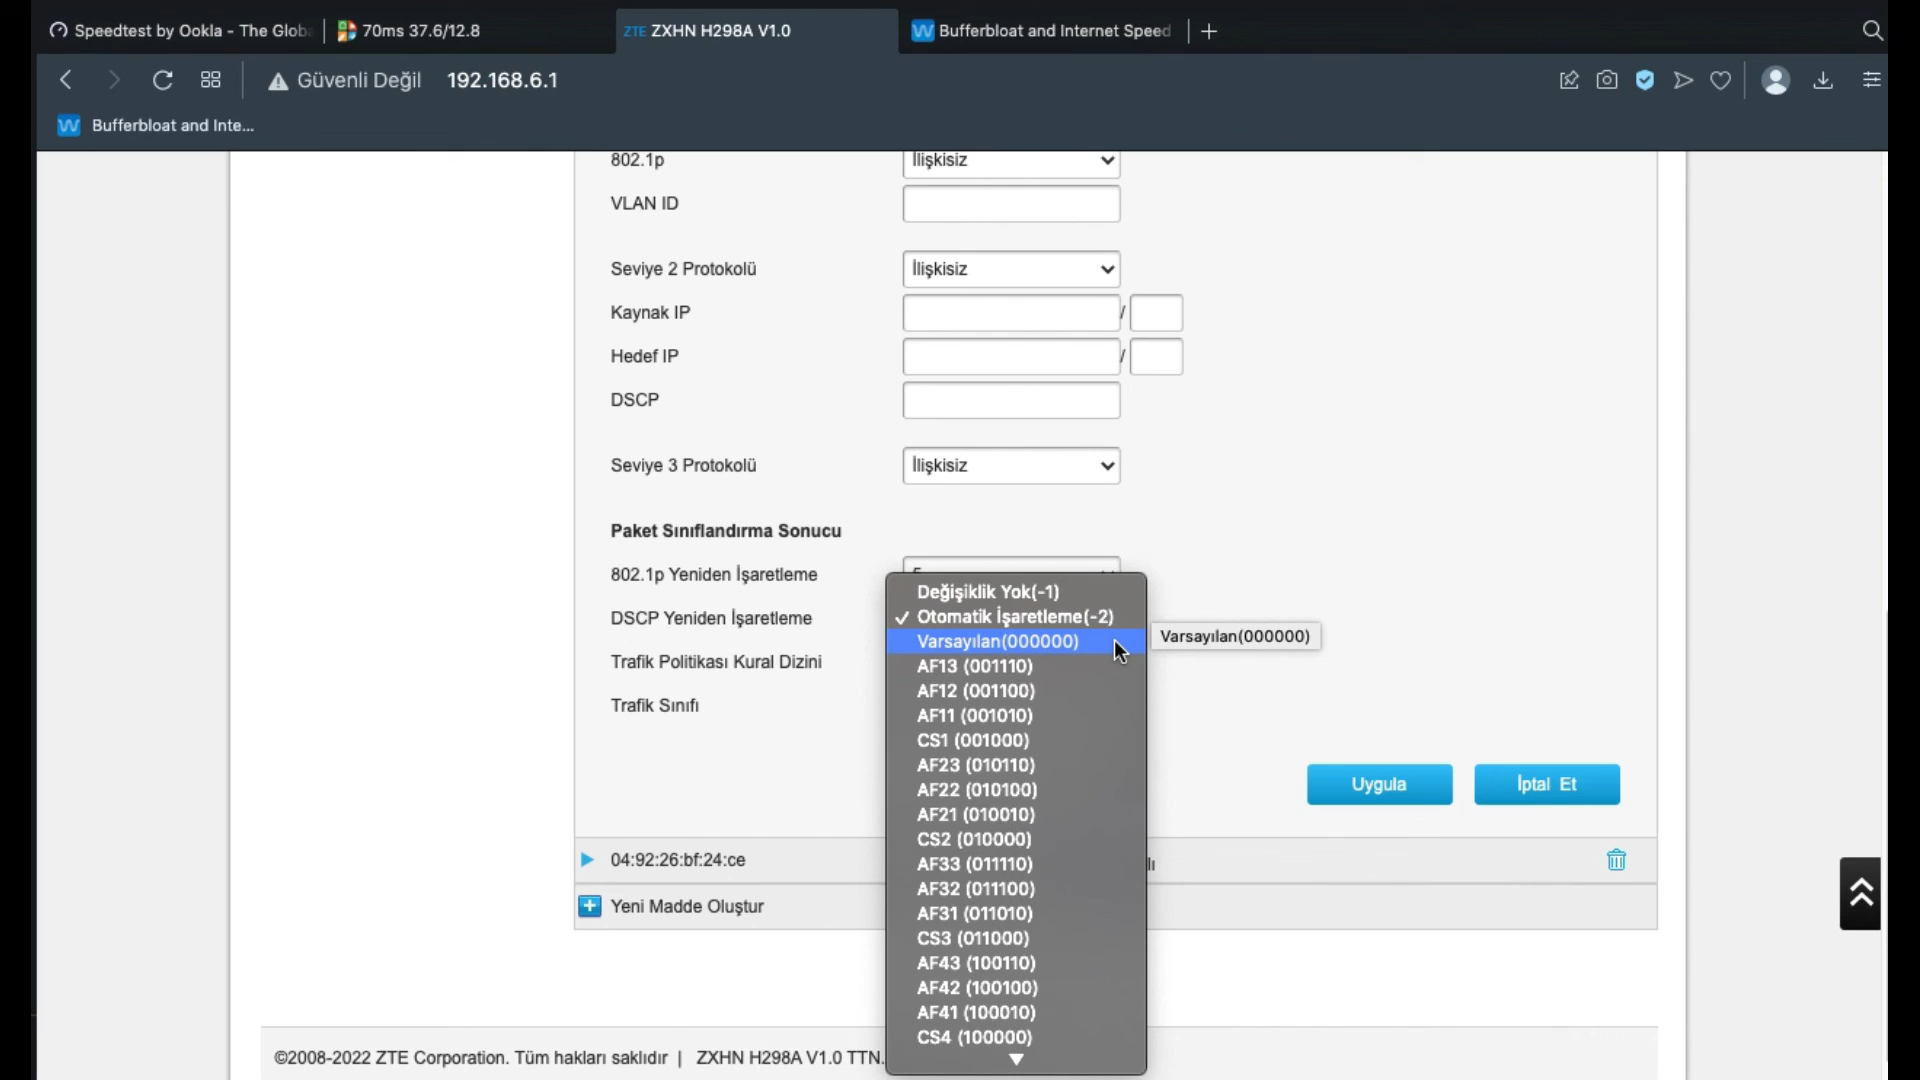 Speedtest by Ookla - The Glob
70ms 37.6/12.8
ZTE ZXHN H298A V1.0
Bufferbloat and Internet Speed
Güvenli Değil 192.168.6.1
Bufferbloat and Inte...
802.1p İlişkisiz
VLAN ID
Seviye 2 Protokolü İlişkisiz
Kaynak IP /
Hedef IP /
DSCP
Seviye 3 Protokolü İlişkisiz
Paket Sınıflandırma Sonucu
802.1p Yeniden İşaretleme
DSCP Yeniden İşaretleme
Trafik Politikası Kural Dizini
Trafik Sınıfı
Değişiklik Yok(-1)
Otomatik İşaretleme(-2)
Varsayılan(000000)
Varsayılan(000000)
AF13 (001110)
AF12 (001100)
AF11 (001010)
CS1 (001000)
AF23 (010110)
AF22 (010100)
AF21 (010010)
CS2 (010000)
AF33 (011110)
AF32 (011100)
AF31 (011010)
CS3 (011000)
AF43 (100110)
AF42 (100100)
AF41 (100010)
CS4 (100000)
Uygula İptal Et
04:92:26:bf:24:ce
Yeni Madde Oluştur
©2008-2022 ZTE Corporation. Tüm hakları saklıdır | ZXHN H298A V1.0 TTN.